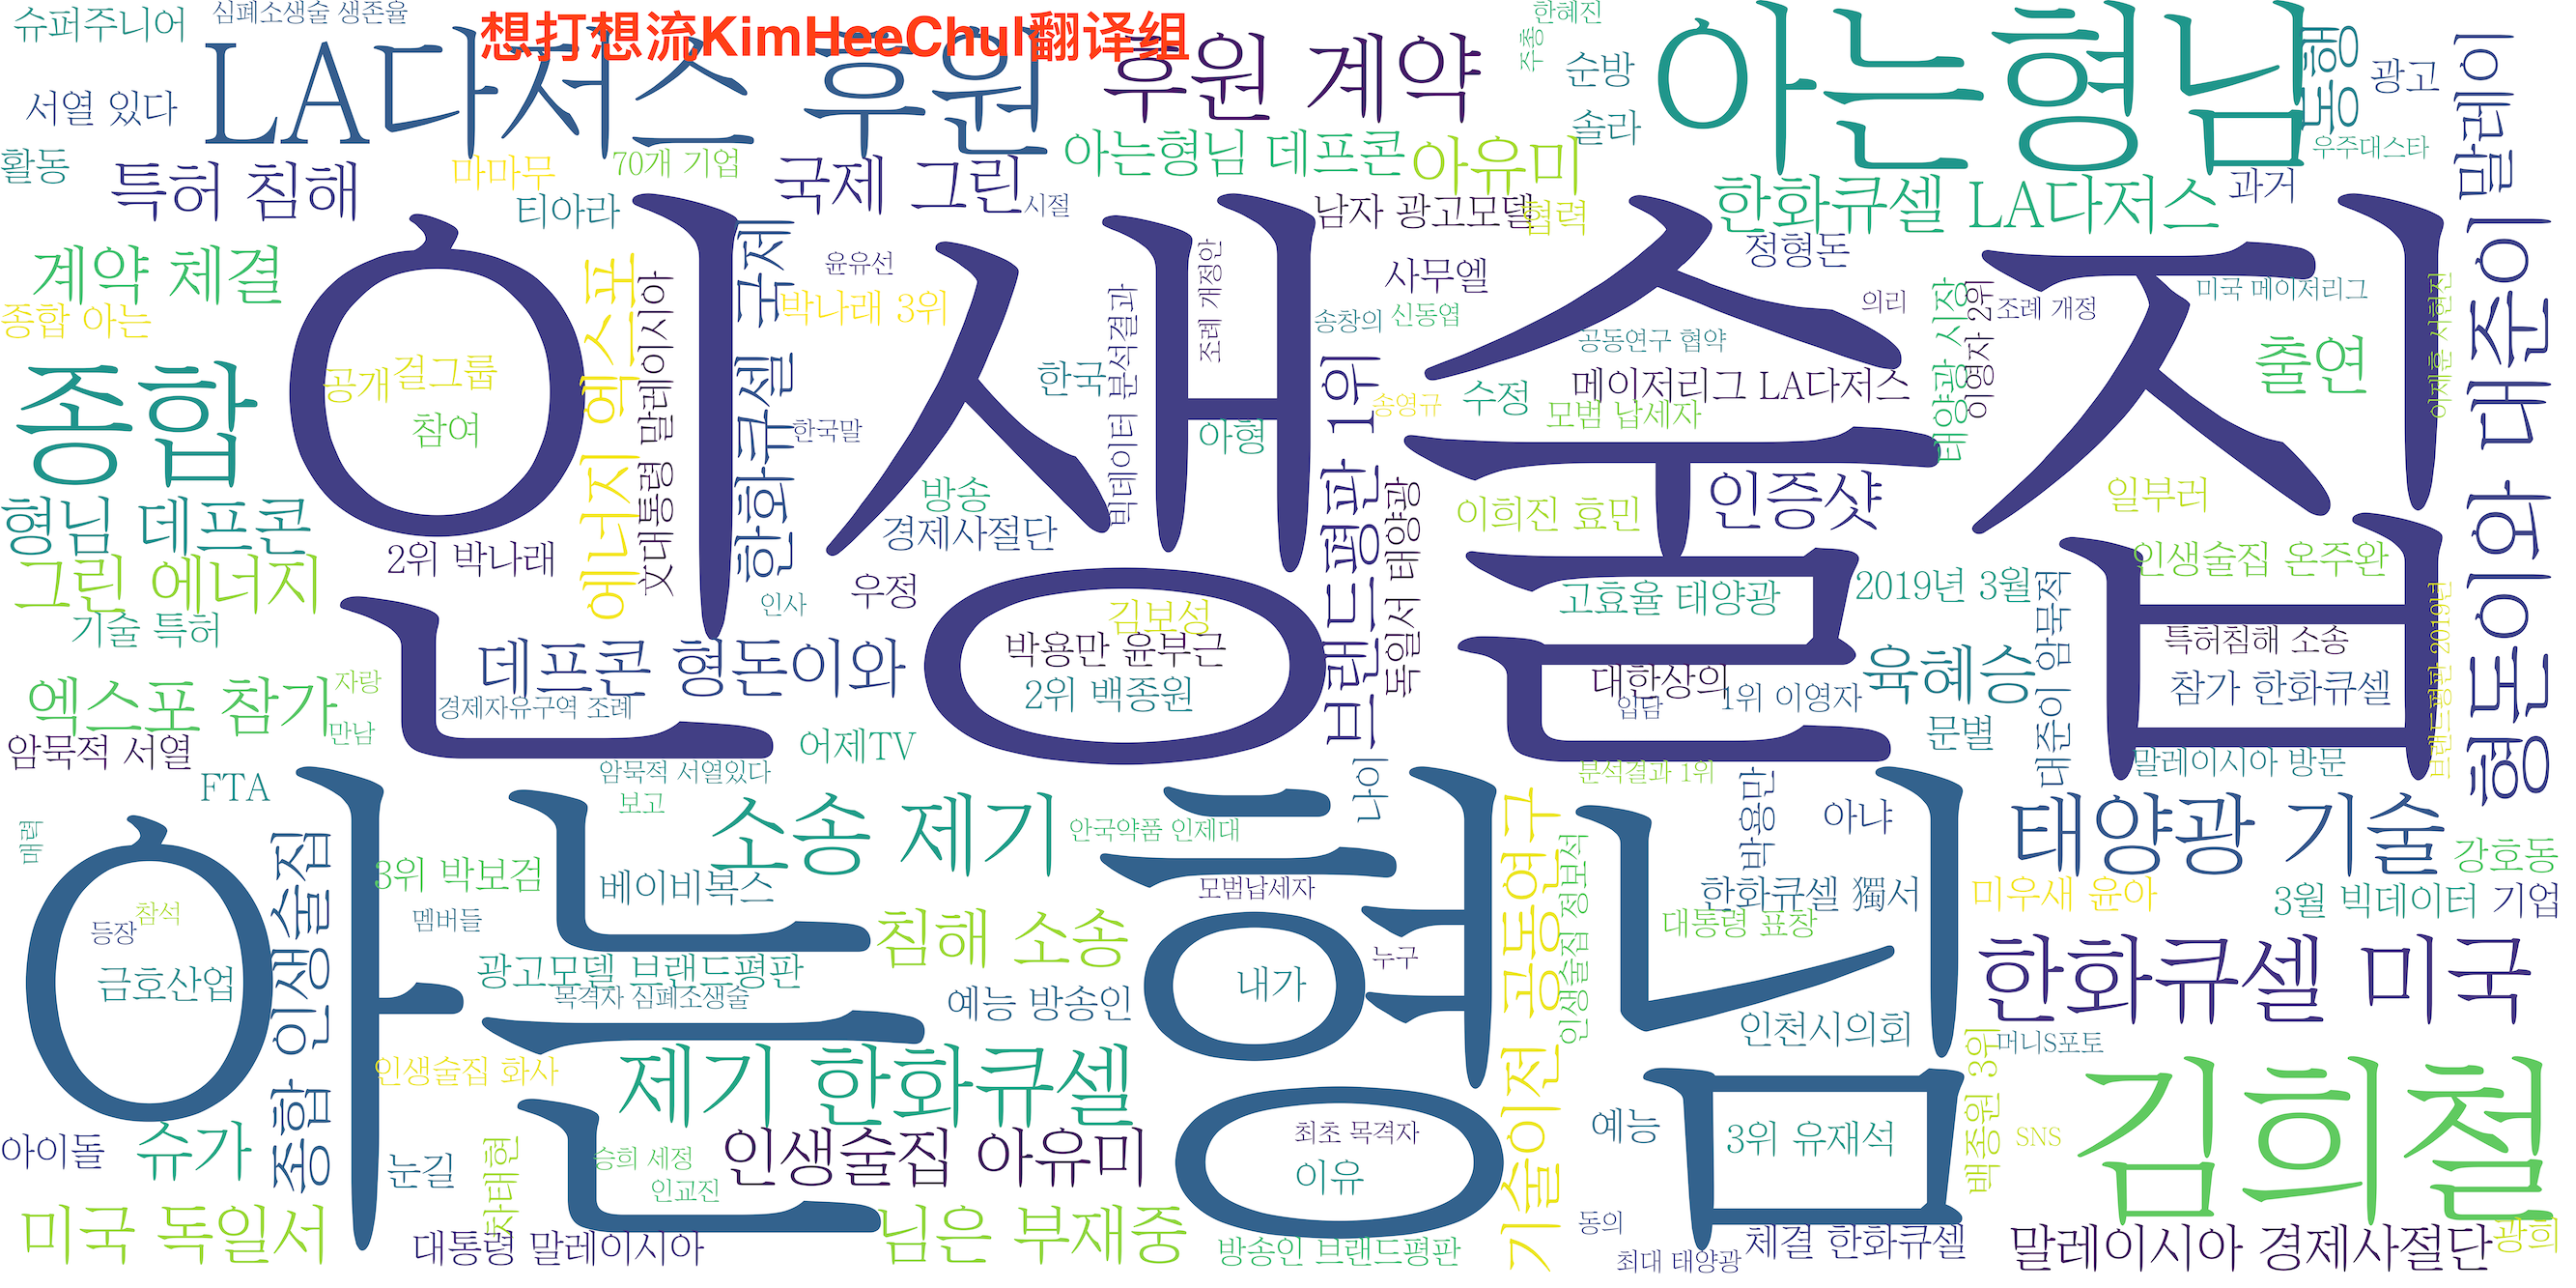 슈퍼주니어
심폐소생술 생존율
想打想流KimHeeChul翻译组
한혜진
주총
순방
아는형님
행동
광고
말레이
서열 있다
LA다저스 후원
후원 계약
솔라
우주대스타
활동
특허 침해
마마무
70개 기업
국제 그린
아는형님 데프콘
아유미
한화큐셀 LA다저스
과거
티아라
시절
남자 광고모델
협력
정형돈
계약 체결
윤유선
사무엘
의리
미국 메이저리그
종합 아는
박나래 3위
송창의
신동엽
조례 개정
조례 개정안
이영자 2위
태양광 시장
이재훈 시현진
인생술집
에너지 엑스포
文대통령 말레이시아
한화큐셀 국제
빅데이터 분석결과
브랜드평판 1위
독일서 태양광
형돈이와 대준이
종합
공개
걸그룹
참여
한국
한국말
아형
송영규
수정
공동연구 협약
메이저리그 LA다저스
모범 납세자
출연
형님 데프콘
2위 박나래
방송
경제사절단
이희진 효민
인증샷
일부러
그린 에너지
기술 특허
우정
인사
김보성
박용만 윤부근
2위 백종원
고효율 태양광
2019년 3월
인생술집 온주완
특허침해 소송
참가 한화큐셀
엑스포 참가
자랑
만남
데프콘 형돈이와
경제자유구역 조례
대한상의
입담
1위 이영자
육혜승
문별
대준이 암묵적
브랜드평판 2019년
암묵적 서열
FTA
어제TV
암묵적 서열있다
보고
분석결과 1위
말레이시아 방문
나이
박용만
아는형님
매력
종합 인생술집
소송 제기
안국약품 인제대
아냐
태양광 기술
강호동
3위 박보검
베이비복스
모범납세자
한화큐셀 獨서
미우새 윤아
3월 빅데이터
기업
참석
등장
멤버들
침해 소송
누구
대통령 표창
금호산업
광고모델 브랜드평판
목격자 심폐소생술
예능 방송인
내가
기술이전 공동연구
인생술집 정보석
인천시의회
한화큐셀 미국
머니S포토
인생술집 화사
제기 한화큐셀
백종원 3위
김희철
아이돌
슈가
눈길
차태현
승희 세정
인교진
인생술집 아유미
최초 목격자
이유
예능
3위 유재석
SNS
미국 독일서
대통령 말레이시아
님은 부재중
방송인 브랜드평판
동의
최대 태양광
체결 한화큐셀
말레이시아 경제사절단
광희